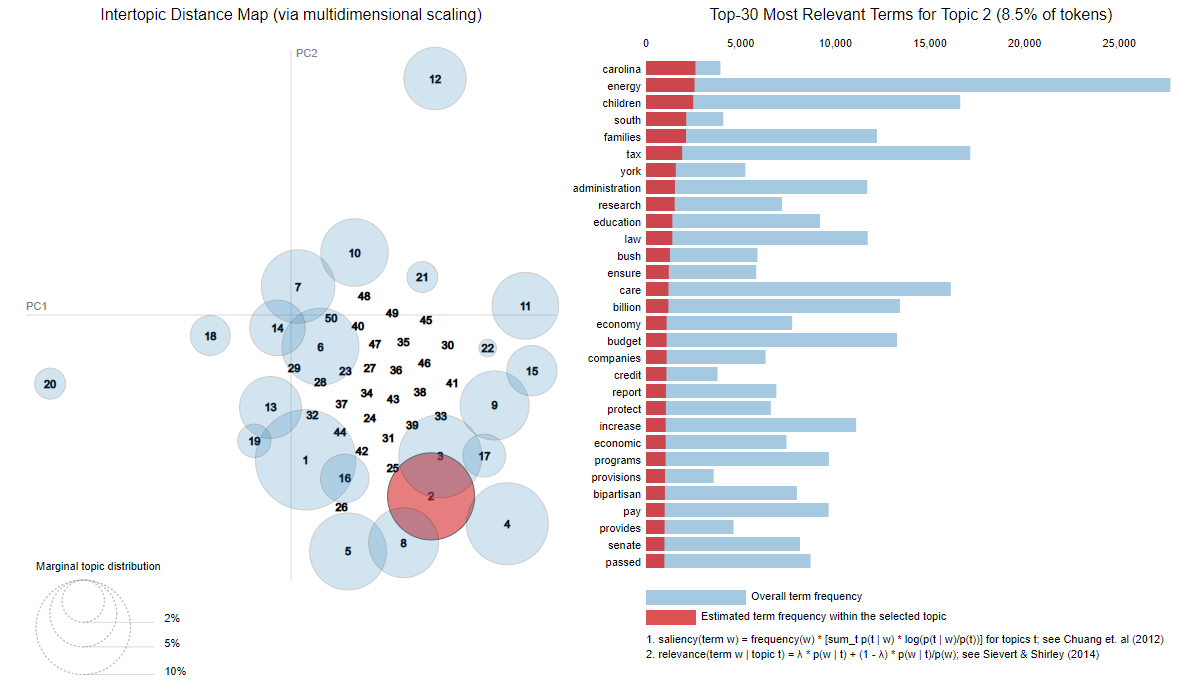 Intertopic Distance Map (via multidimensional scaling)
PC2
12
10
7
21
48
11
PC1
50
49
45
14
40
18
6
47
35
30
22
46
29
23
27
36
15
20
28
41
34
38
43
37
9
13
32
24
33
39
44
31
19
42
1
3
17
25
16
2
26
4
8
5
Marginal topic distribution
2%
5%
10%
Top-30 Most Relevant Terms for Topic 2 (8.5% of tokens)
0 5,000 10,000 15,000 20,000 25,000
carolina
energy
children
south
families
tax
york
administration
research
education
law
bush
ensure
care
billion
economy
budget
companies
credit
report
protect
increase
economic
programs
provisions
bipartisan
pay
provides
senate
passed
Overall term frequency
Estimated term frequency within the selected topic
1. saliency(term w) = frequency(w) * [sum_t p(t | w) * log(p(t | w)/p(t))] for topics t; see Chuang et. al (2012)
2. relevance(term w | topic t) = λ * p(w | t) + (1 - λ) * p(w | t)/p(w); see Sievert & Shirley (2014)